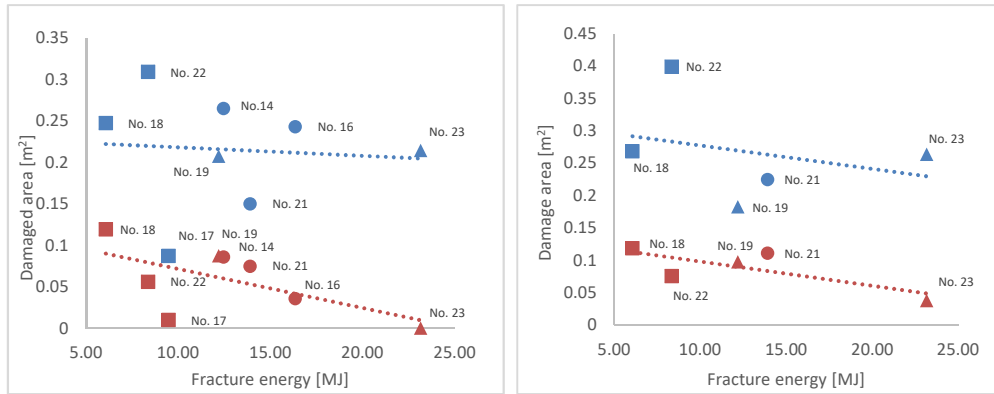 0.35
0.3
0.25
0.2
0.15
0.1
0.05
0
Damaged area [m²]
No. 22
No.14
No. 18
No. 16
No. 23
No. 19
No. 21
No. 18
No. 17
No. 19
No. 14
No. 21
No. 22
No. 16
No. 17
No. 23
5.00 10.00 15.00 20.00 25.00
Fracture energy [MJ]
0.45
0.4
0.35
0.3
0.25
0.2
0.15
0.1
0.05
0
Damage area [m²]
No. 22
No. 23
No. 18
No. 21
No. 19
No. 18
No. 19
No. 21
No. 22
No. 23
5.00 10.00 15.00 20.00 25.00
Fracture energy [MJ]